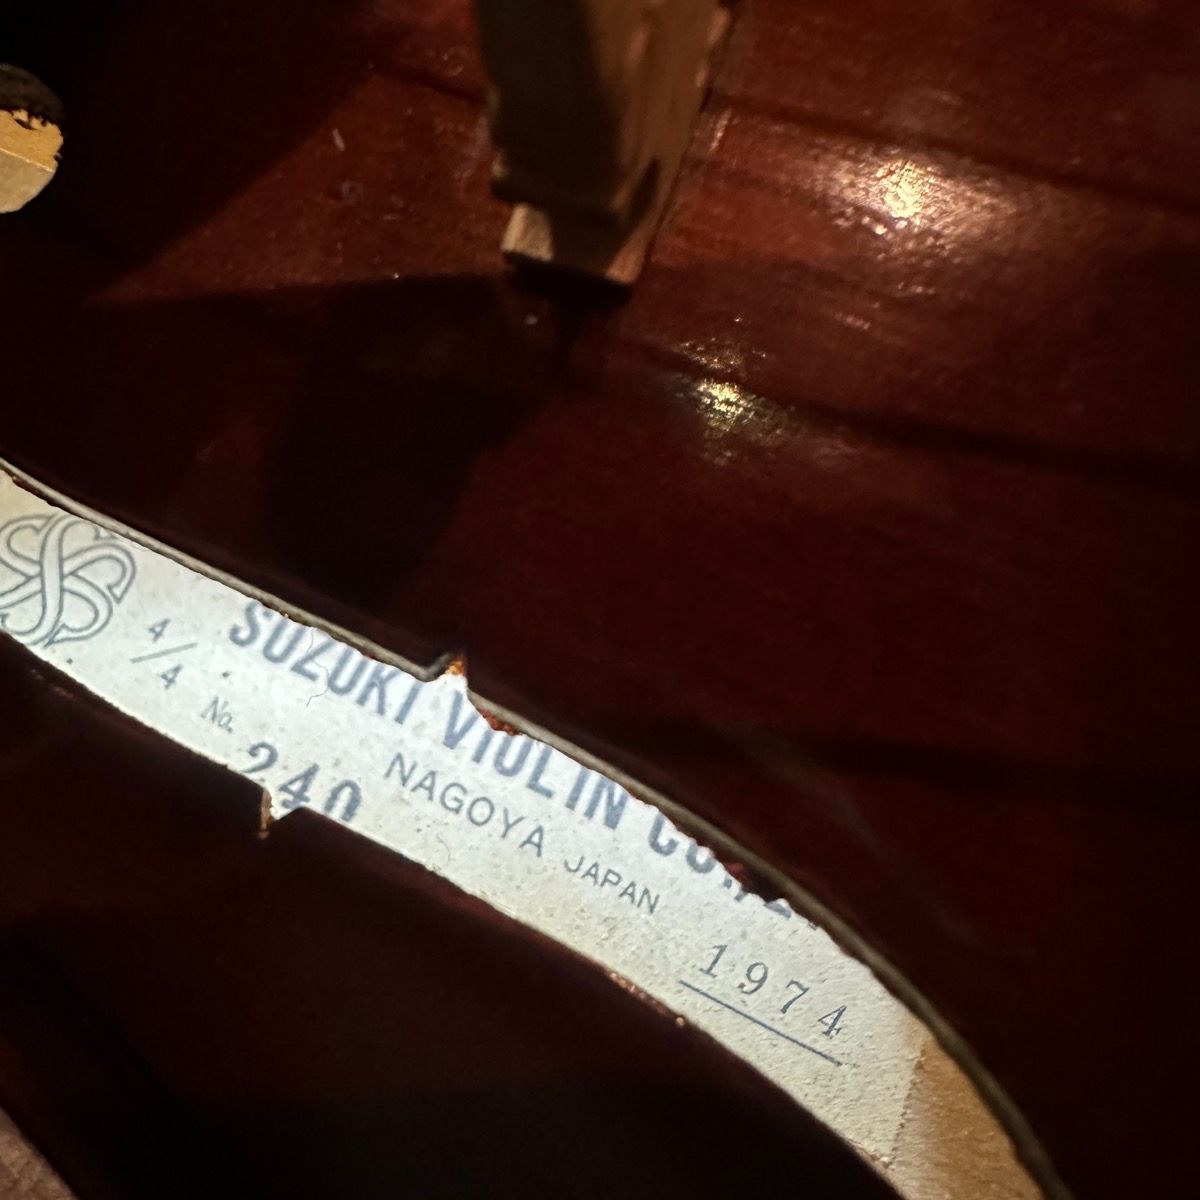 SUZUKI VIOLIN CO.,
NAGOYA JAPAN
4/4
No. 240
1974